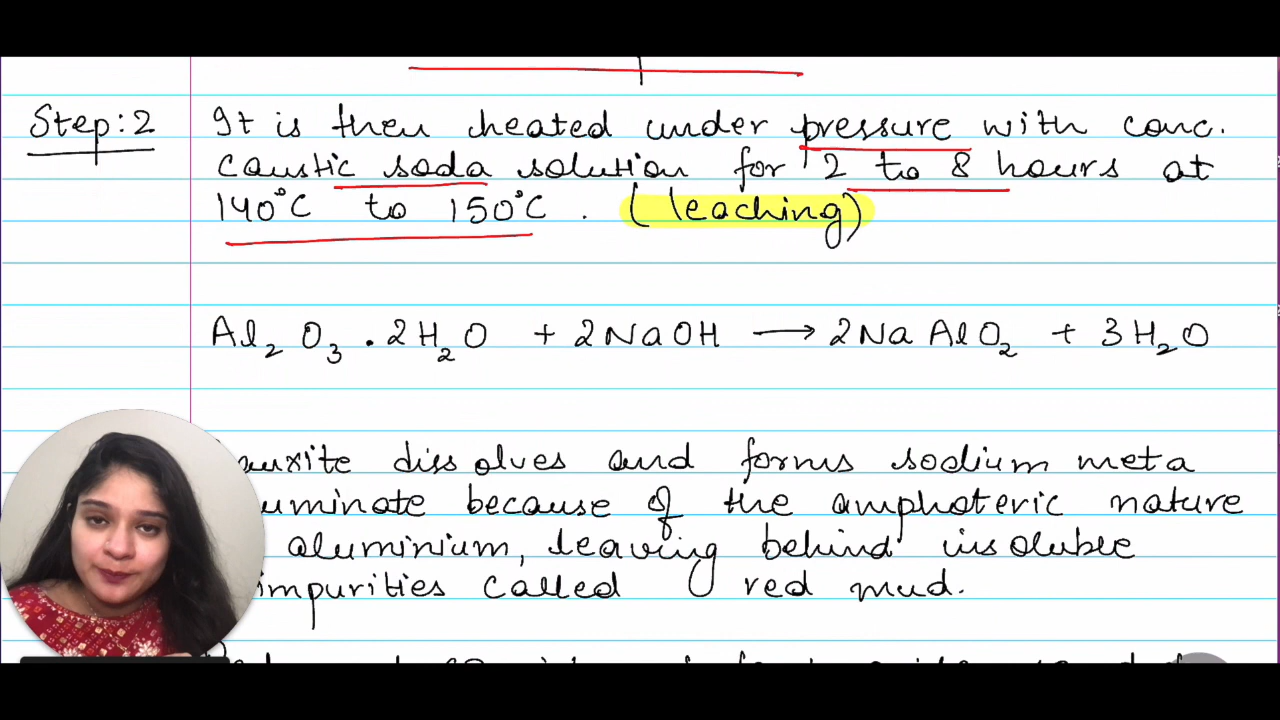 Step:2
It is then heated under pressure with conc.
caustic soda solution for 2 to 8 hours at
140°C to 150°C . (leaching)
Al₂O₃ .2H₂O + 2NaOH ⟶ 2NaAlO₂ + 3H₂O
dissolves and forms sodium meta
because of the amphoteric nature
aluminium, leaving behind insoluble
impurities called red mud.